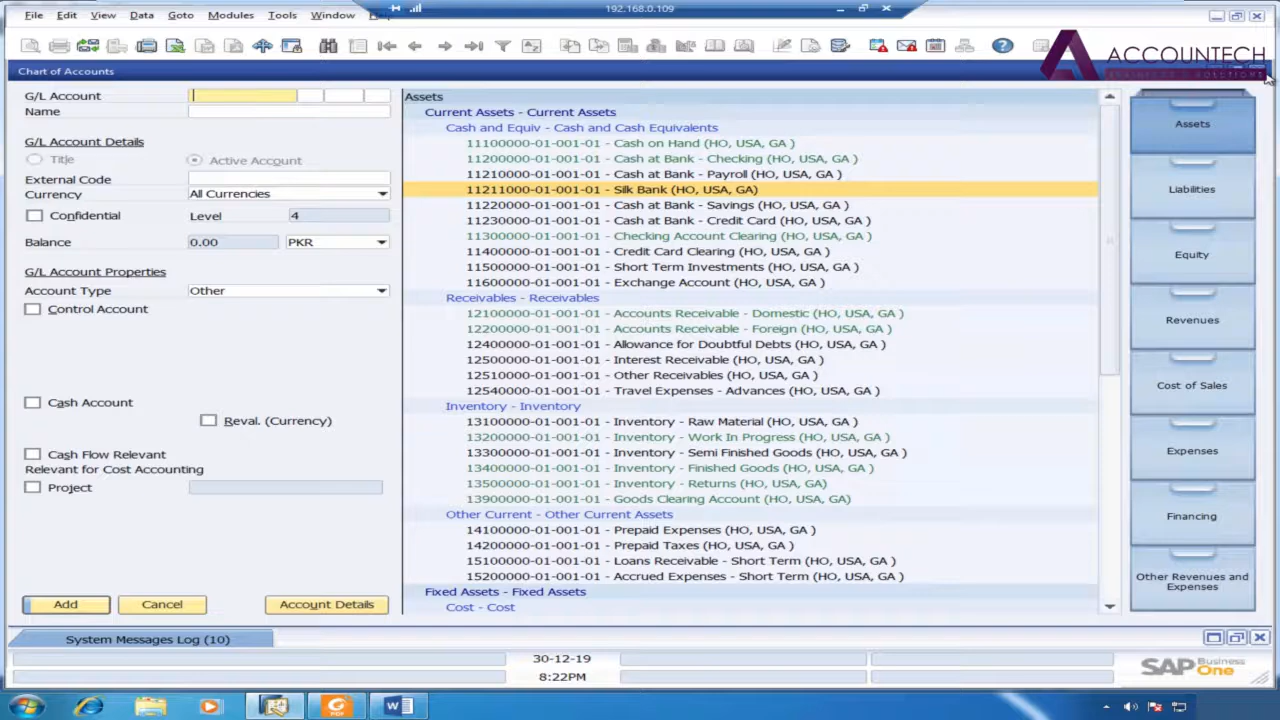 192.168.0.109
File Edit View Data Goto Modules Tools Window
ACCOUNTECH
Chart of Accounts
G/L Account
Name
G/L Account Details
Title Active Account
External Code
Currency All Currencies
Confidential Level 4
Balance 0.00 PKR
G/L Account Properties
Account Type Other
Control Account
Cash Account
Reval. (Currency)
Cash Flow Relevant
Relevant for Cost Accounting
Project
Add Cancel Account Details
Assets
Current Assets - Current Assets
Cash and Equiv - Cash and Cash Equivalents
11100000-01-001-01 - Cash on Hand (HO, USA, GA )
11200000-01-001-01 - Cash at Bank - Checking (HO, USA, GA )
11210000-01-001-01 - Cash at Bank - Payroll (HO, USA, GA )
11211000-01-001-01 - Silk Bank (HO, USA, GA)
11220000-01-001-01 - Cash at Bank - Savings (HO, USA, GA )
11230000-01-001-01 - Cash at Bank - Credit Card (HO, USA, GA )
11300000-01-001-01 - Checking Account Clearing (HO, USA, GA )
11400000-01-001-01 - Credit Card Clearing (HO, USA, GA )
11500000-01-001-01 - Short Term Investments (HO, USA, GA )
11600000-01-001-01 - Exchange Account (HO, USA, GA )
Receivables - Receivables
12100000-01-001-01 - Accounts Receivable - Domestic (HO, USA, GA )
12200000-01-001-01 - Accounts Receivable - Foreign (HO, USA, GA )
12400000-01-001-01 - Allowance for Doubtful Debts (HO, USA, GA )
12500000-01-001-01 - Interest Receivable (HO, USA, GA )
12510000-01-001-01 - Other Receivables (HO, USA, GA )
12540000-01-001-01 - Travel Expenses - Advances (HO, USA, GA )
Inventory - Inventory
13100000-01-001-01 - Inventory - Raw Material (HO, USA, GA )
13200000-01-001-01 - Inventory - Work In Progress (HO, USA, GA )
13300000-01-001-01 - Inventory - Semi Finished Goods (HO, USA, GA )
13400000-01-001-01 - Inventory - Finished Goods (HO, USA, GA )
13500000-01-001-01 - Inventory - Returns (HO, USA, GA)
13900000-01-001-01 - Goods Clearing Account (HO, USA, GA)
Other Current - Other Current Assets
14100000-01-001-01 - Prepaid Expenses (HO, USA, GA )
14200000-01-001-01 - Prepaid Taxes (HO, USA, GA )
15100000-01-001-01 - Loans Receivable - Short Term (HO, USA, GA )
15200000-01-001-01 - Accrued Expenses - Short Term (HO, USA, GA )
Fixed Assets - Fixed Assets
Cost - Cost
Assets
Liabilities
Equity
Revenues
Cost of Sales
Expenses
Financing
Other Revenues and
Expenses
System Messages Log (10)
30-12-19
8:22PM
SAP Business
One